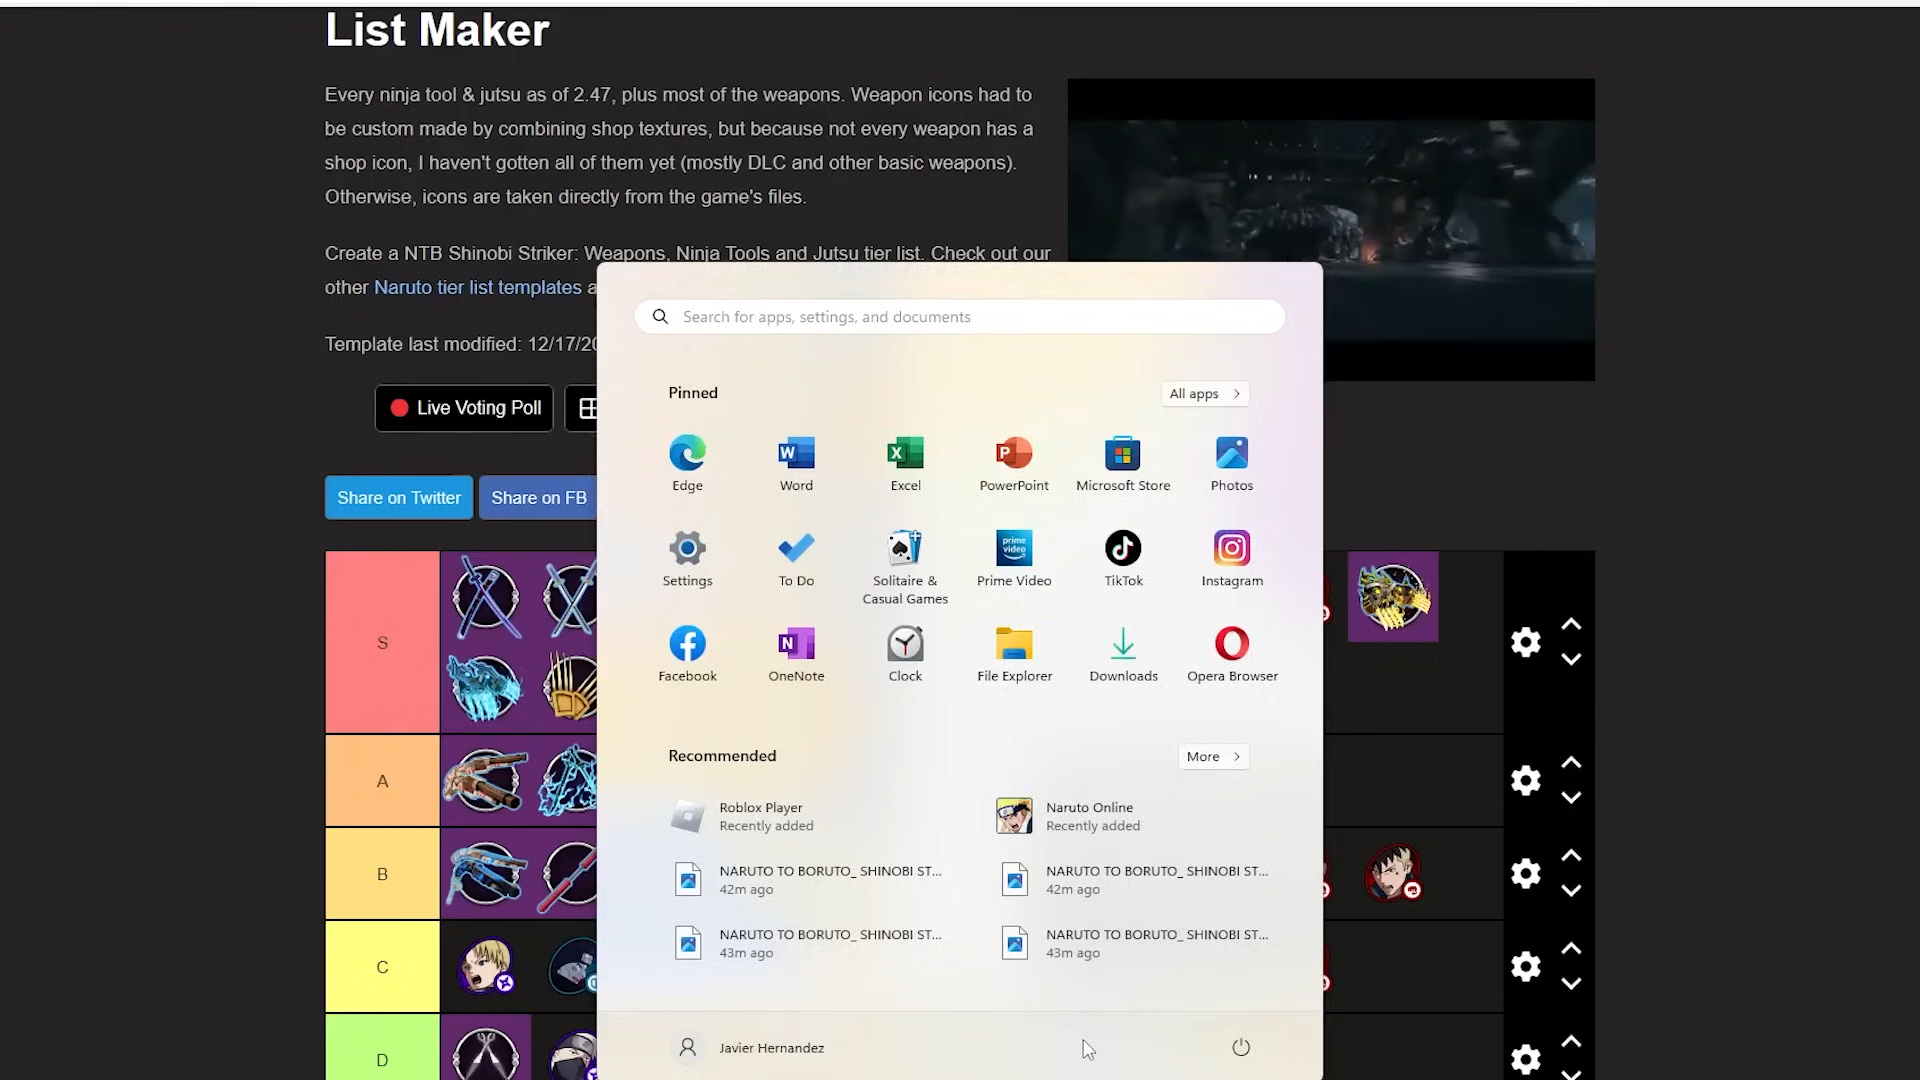 List Maker
Every ninja tool & jutsu as of 2.47, plus most of the weapons. Weapon icons had to
be custom made by combining shop textures, but because not every weapon has a
shop icon, I haven't gotten all of them yet (mostly DLC and other basic weapons).
Otherwise, icons are taken directly from the game's files.
Create a NTB Shinobi Striker: Weapons, Ninja Tools and Jutsu tier list. Check out our
other Naruto tier list templates a
Template last modified: 12/17/20
Live Voting Poll
Share on Twitter
Share on FB
S
A
B
C
D
Search for apps, settings, and documents
Pinned
All apps
Edge
Word
Excel
PowerPoint
Microsoft Store
Photos
prime video
Settings
To Do
Solitaire &
Casual Games
Prime Video
TikTok
Instagram
Facebook
OneNote
Clock
File Explorer
Downloads
Opera Browser
Recommended
More
Roblox Player
Recently added
Naruto Online
Recently added
NARUTO TO BORUTO_ SHINOBI ST...
42m ago
NARUTO TO BORUTO_ SHINOBI ST...
42m ago
NARUTO TO BORUTO_ SHINOBI ST...
43m ago
NARUTO TO BORUTO_ SHINOBI ST...
43m ago
Javier Hernandez